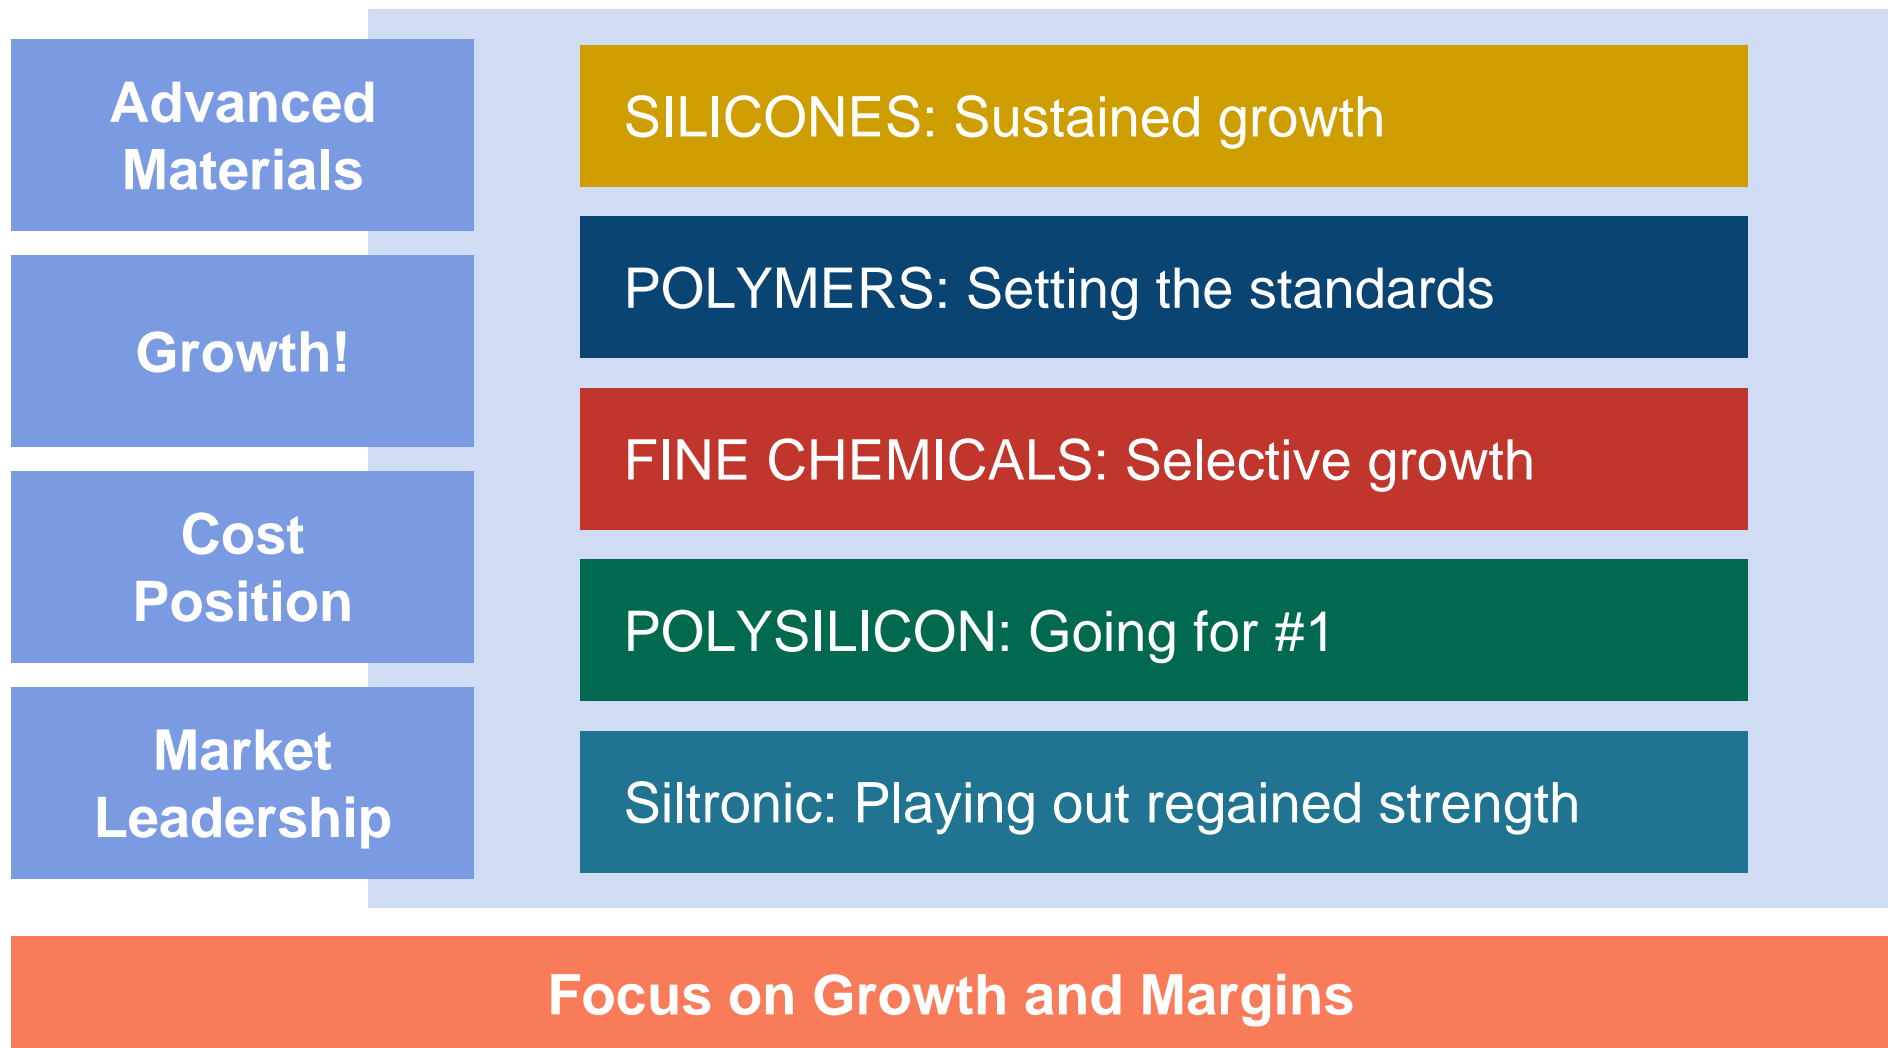 Advanced
Materials
Growth!
Cost
Position
Market
Leadership
SILICONES: Sustained growth
POLYMERS: Setting the standards
FINE CHEMICALS: Selective growth
POLYSILICON: Going for #1
Siltronic: Playing out regained strength
Focus on Growth and Margins